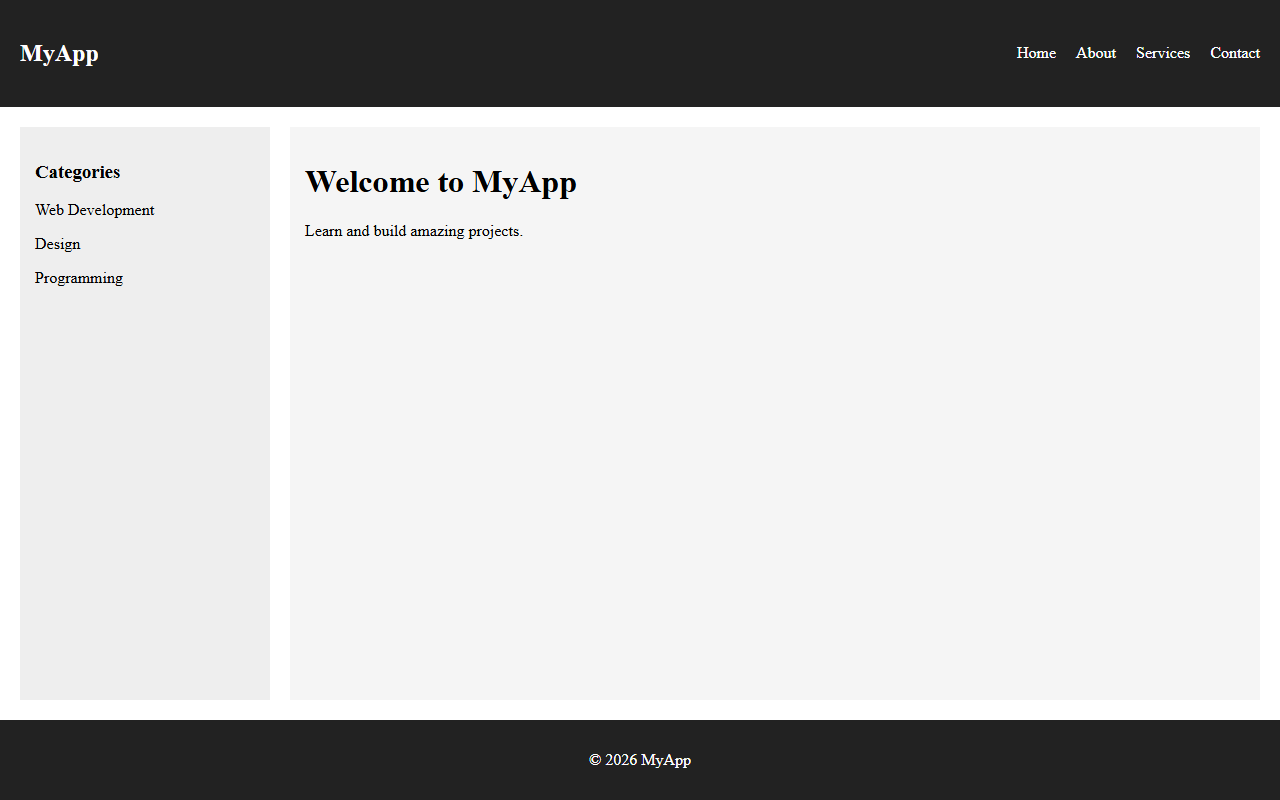 MyApp
Home About Services Contact
Categories
Web Development
Design
Programming
Welcome to MyApp
Learn and build amazing projects.
© 2026 MyApp